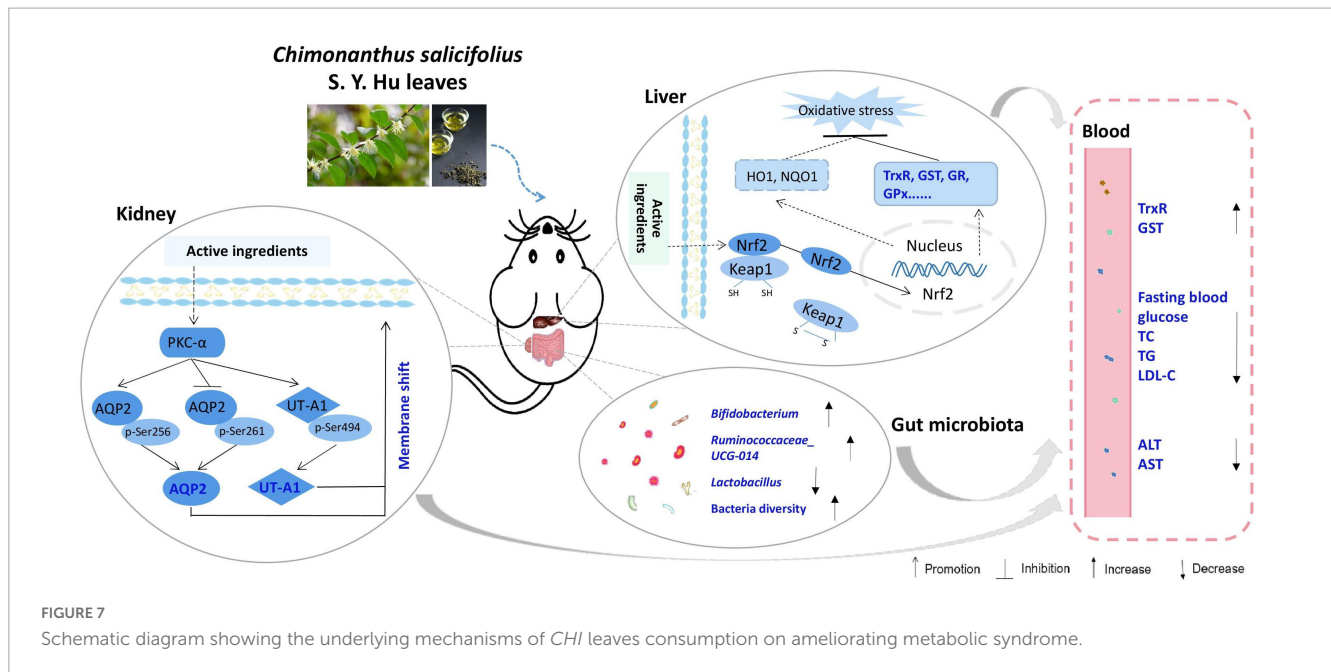 Chimonanthus salicifolius
S. Y. Hu leaves
Kidney
Active ingredients
PKC-α
AQP2
p-Ser256
AQP2
p-Ser261
UT-A1
p-Ser494
AQP2
UT-A1
Membrane shift
Liver
Oxidative stress
HO1, NQO1
TrxR, GST, GR,
GPx......
Active
ingredients
Nrf2
Keap1
SH
SH
Nrf2
Nucleus
Nrf2
Keap1
S
S
Bifidobacterium
Ruminococcaceae_
UCG-014
Lactobacillus
Bacteria diversity
Gut microbiota
Blood
TrxR
GST
Fasting blood
glucose
TC
TG
LDL-C
ALT
AST
Promotion
Inhibition
Increase
Decrease
FIGURE 7
Schematic diagram showing the underlying mechanisms of CHI leaves consumption on ameliorating metabolic syndrome.